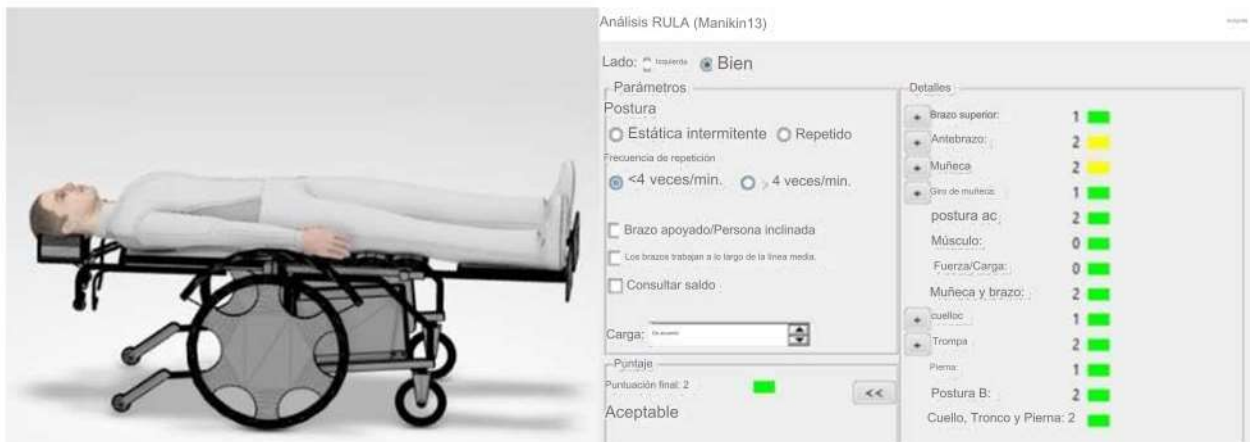 Análisis RULA (Manikin13)
Lado: Izquierda Bien
Parámetros
Postura
Estática intermitente Repetido
Frecuencia de repetición
<4 veces/min. > 4 veces/min.
Brazo apoyado/Persona inclinada
Los brazos trabajan a lo largo de la línea media.
Consultar saldo
Carga:
Puntaje
Puntuación final: 2
<<
Aceptable
Detalles
Brazo superior: 1
Antebrazo: 2
Muñeca 2
Giro de muñeca: 1
postura ac 2
Músculo: 0
Fuerza/Carga: 0
Muñeca y brazo: 2
cuelloc 1
Trompa 2
Pierna: 1
Postura B: 2
Cuello, Tronco y Pierna: 2